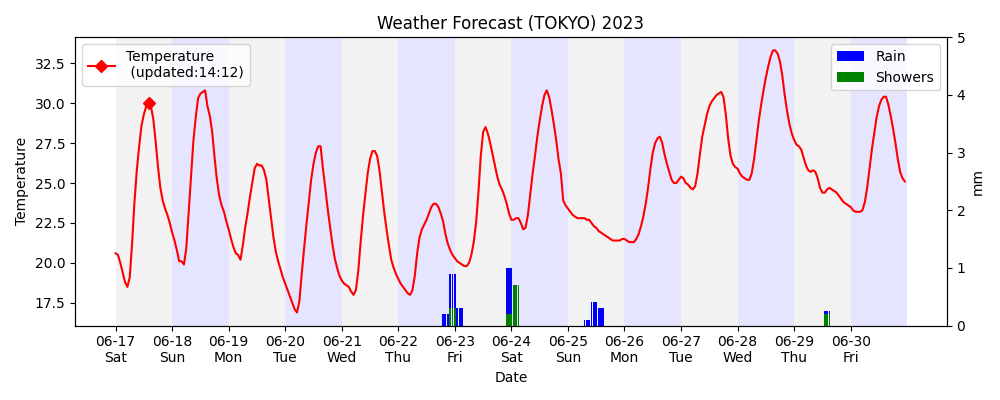 Weather Forecast (TOKYO) 2023
Temperature
(updated:14:12)
Rain
Showers
Temperature
32.5
30.0
27.5
25.0
22.5
20.0
17.5
5
4
3
2
1
0
mm
06-17 06-18 06-19 06-20 06-21 06-22 06-23 06-24 06-25 06-26 06-27 06-28 06-29 06-30
Sat Sun Mon Tue Wed Thu Fri Sat Sun Mon Tue Wed Thu Fri
Date